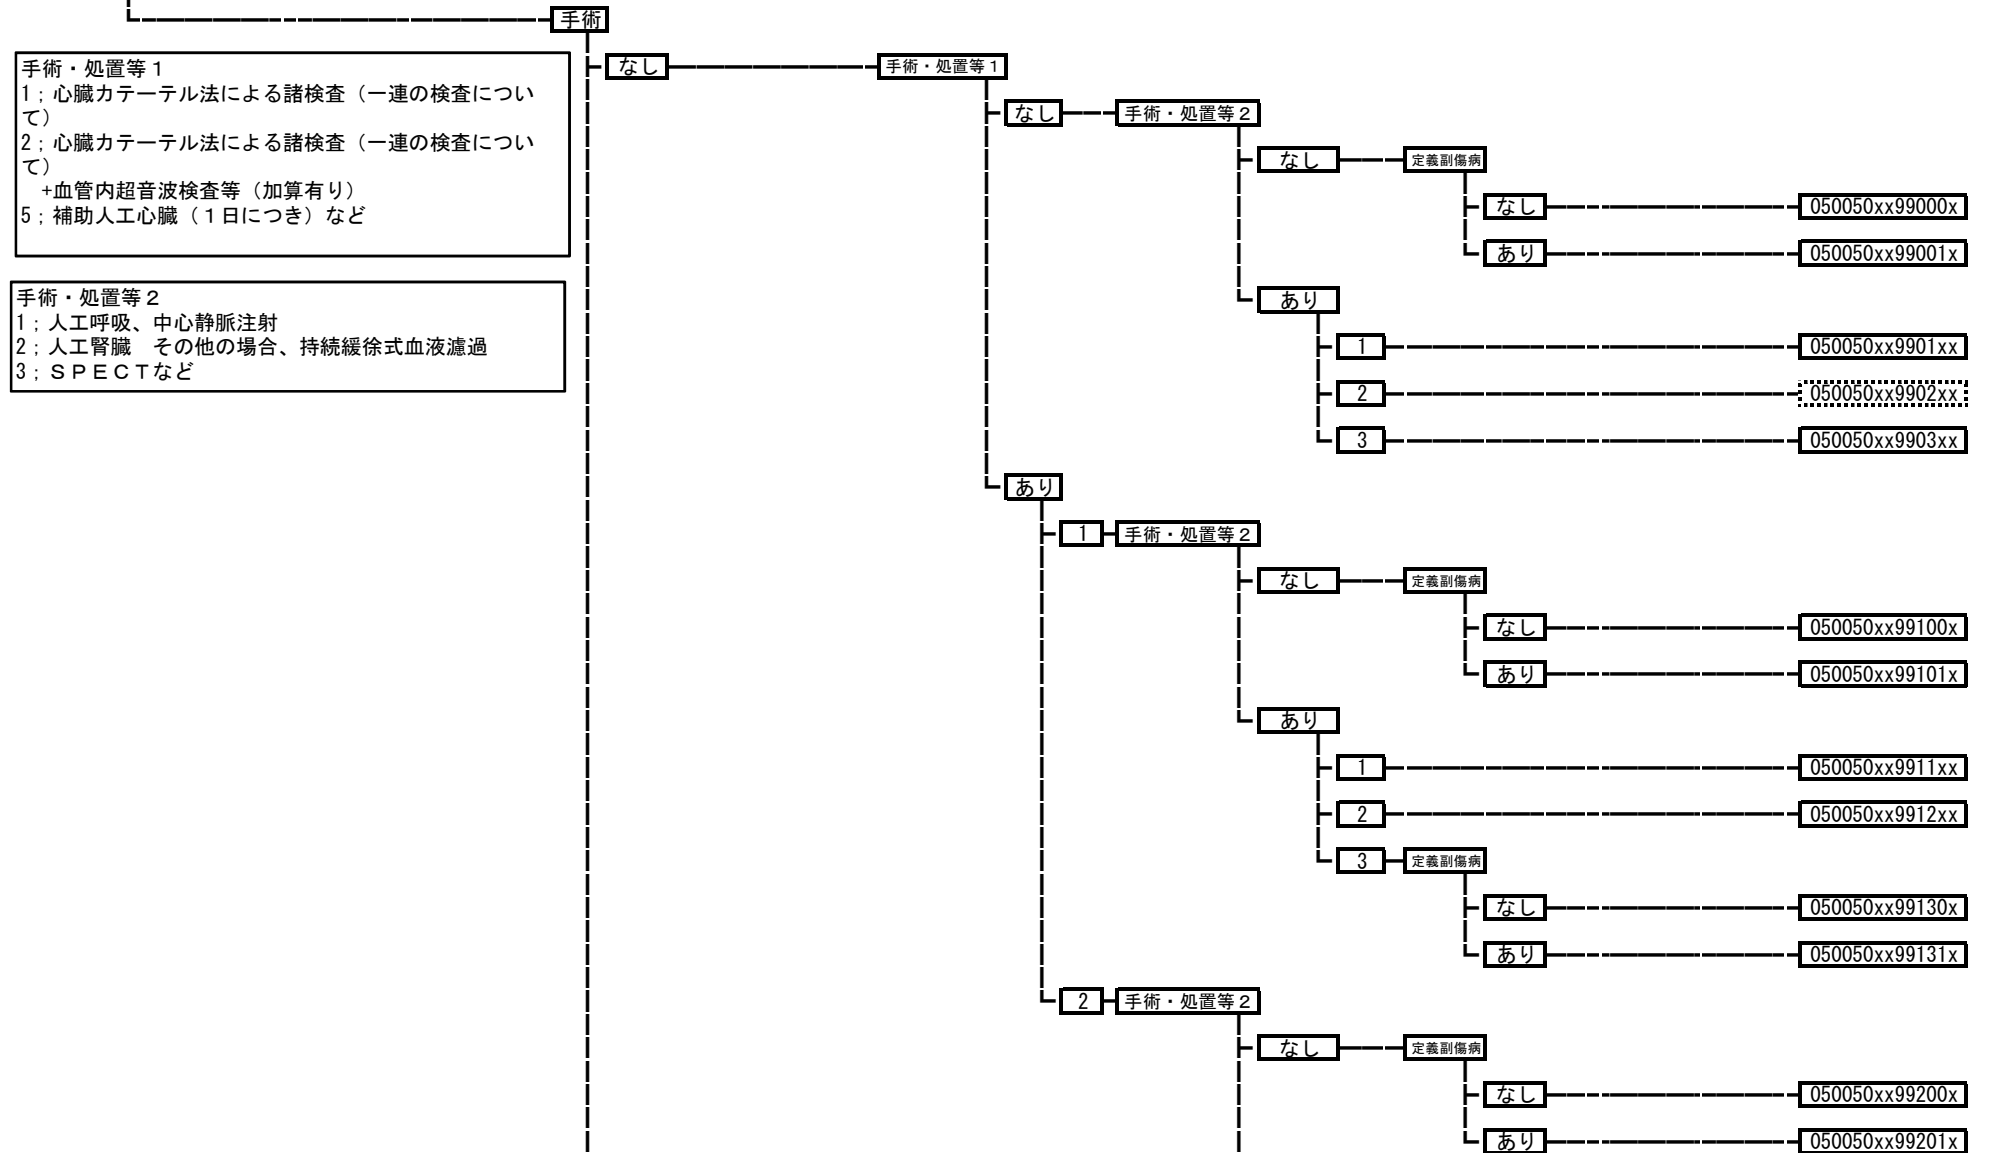 手術
手術・処置等１
1；心臓カテーテル法による諸検査（一連の検査につい
て）
2；心臓カテーテル法による諸検査（一連の検査につい
て）
+血管内超音波検査等（加算有り）
5；補助人工心臓（１日につき）など
なし
手術・処置等１
なし
手術・処置等２
なし
定義副傷病
なし
050050xx99000x
あり
050050xx99001x
手術・処置等２
1；人工呼吸、中心静脈注射
2；人工腎臓　その他の場合、持続緩徐式血液濾過
3；ＳＰＥＣＴなど
あり
1
050050xx9901xx
2
050050xx9902xx
3
050050xx9903xx
あり
1
手術・処置等２
なし
定義副傷病
なし
050050xx99100x
あり
050050xx99101x
あり
1
050050xx9911xx
2
050050xx9912xx
3
定義副傷病
なし
050050xx99130x
あり
050050xx99131x
2
手術・処置等２
なし
定義副傷病
なし
050050xx99200x
あり
050050xx99201x